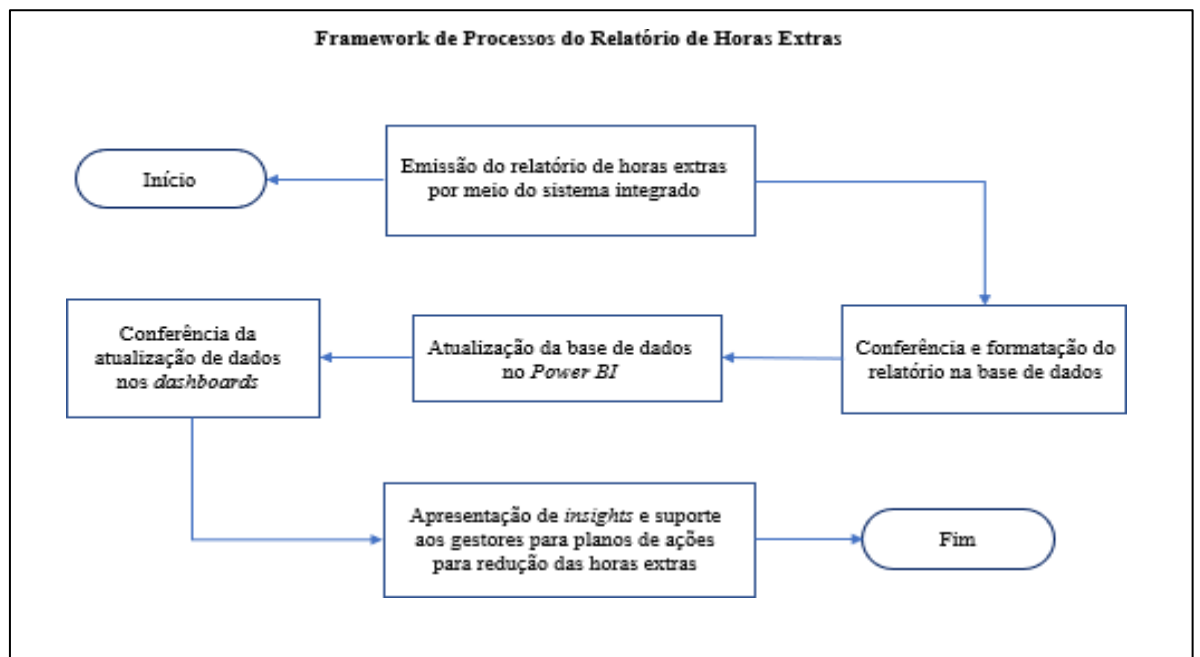 Framework de Processos do Relatório de Horas Extras
Início
Emissão do relatório de horas extras
por meio do sistema integrado
Conferência e formatação do
relatório na base de dados
Atualização da base de dados
no Power BI
Conferência da
atualização de dados
nos dashboards
Apresentação de insights e suporte
aos gestores para planos de ações
para redução das horas extras
Fim